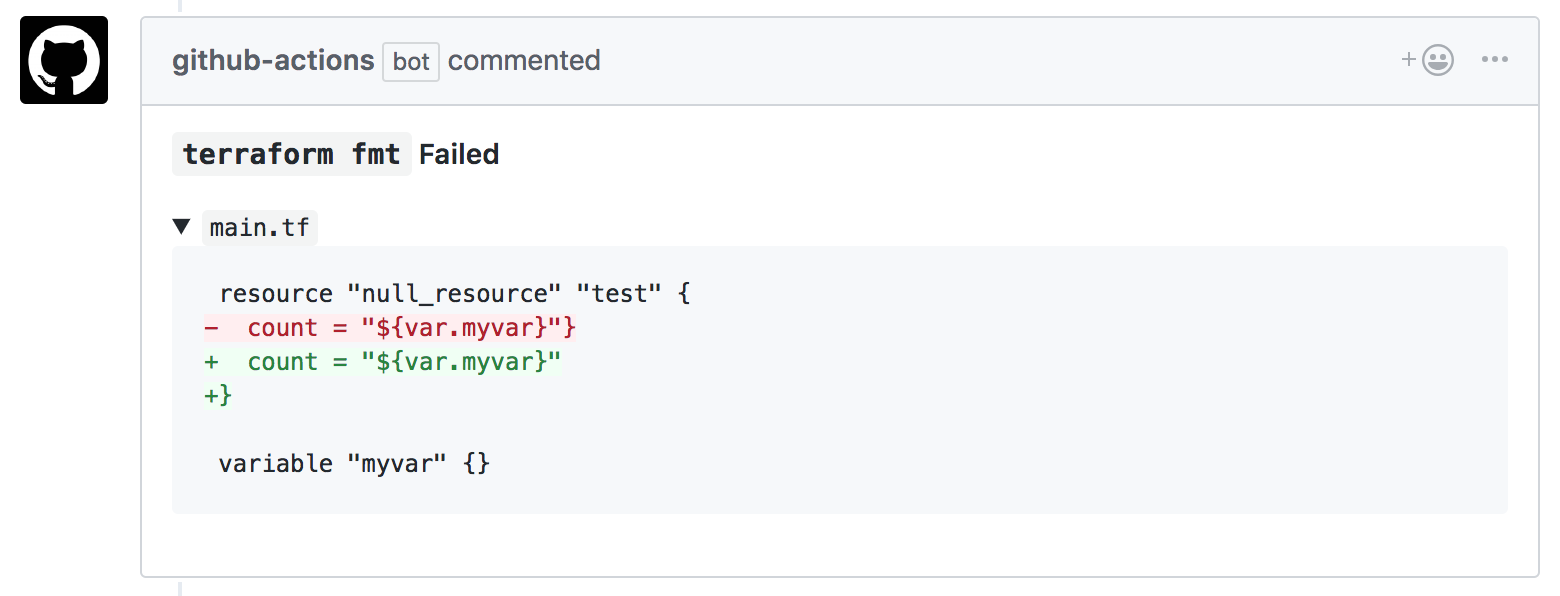 github-actions bot commented
terraform fmt Failed
▼ main.tf
 resource "null_resource" "test" {
-  count = "${var.myvar}"}
+  count = "${var.myvar}"
+}
 variable "myvar" {}